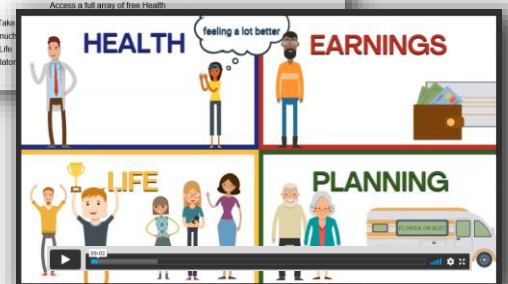 Access a full array of free Health
Take
much
Life
HEALTH
feeling a lot better
EARNINGS
LIFE
PLANNING
FLORIDA OR BUST
00:02